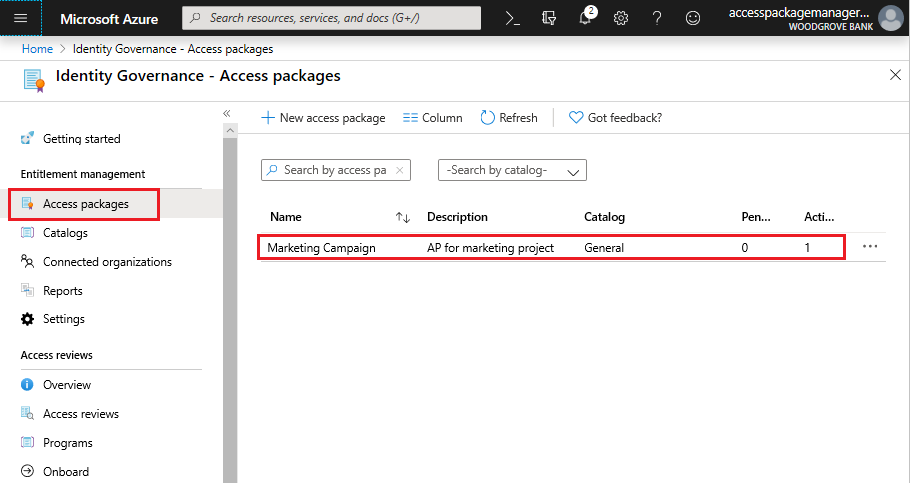 Microsoft Azure
Search resources, services, and docs (G+/)
2
accesspackagemanager...
WOODGROVE BANK
Home > Identity Governance - Access packages
Identity Governance - Access packages
Getting started
Entitlement management
Access packages
Catalogs
Connected organizations
Reports
Settings
Access reviews
Overview
Access reviews
Programs
Onboard
New access package Column Refresh Got feedback?
Search by access pa -Search by catalog-
Name Description Catalog Pen... Acti...
Marketing Campaign AP for marketing project General 0 1